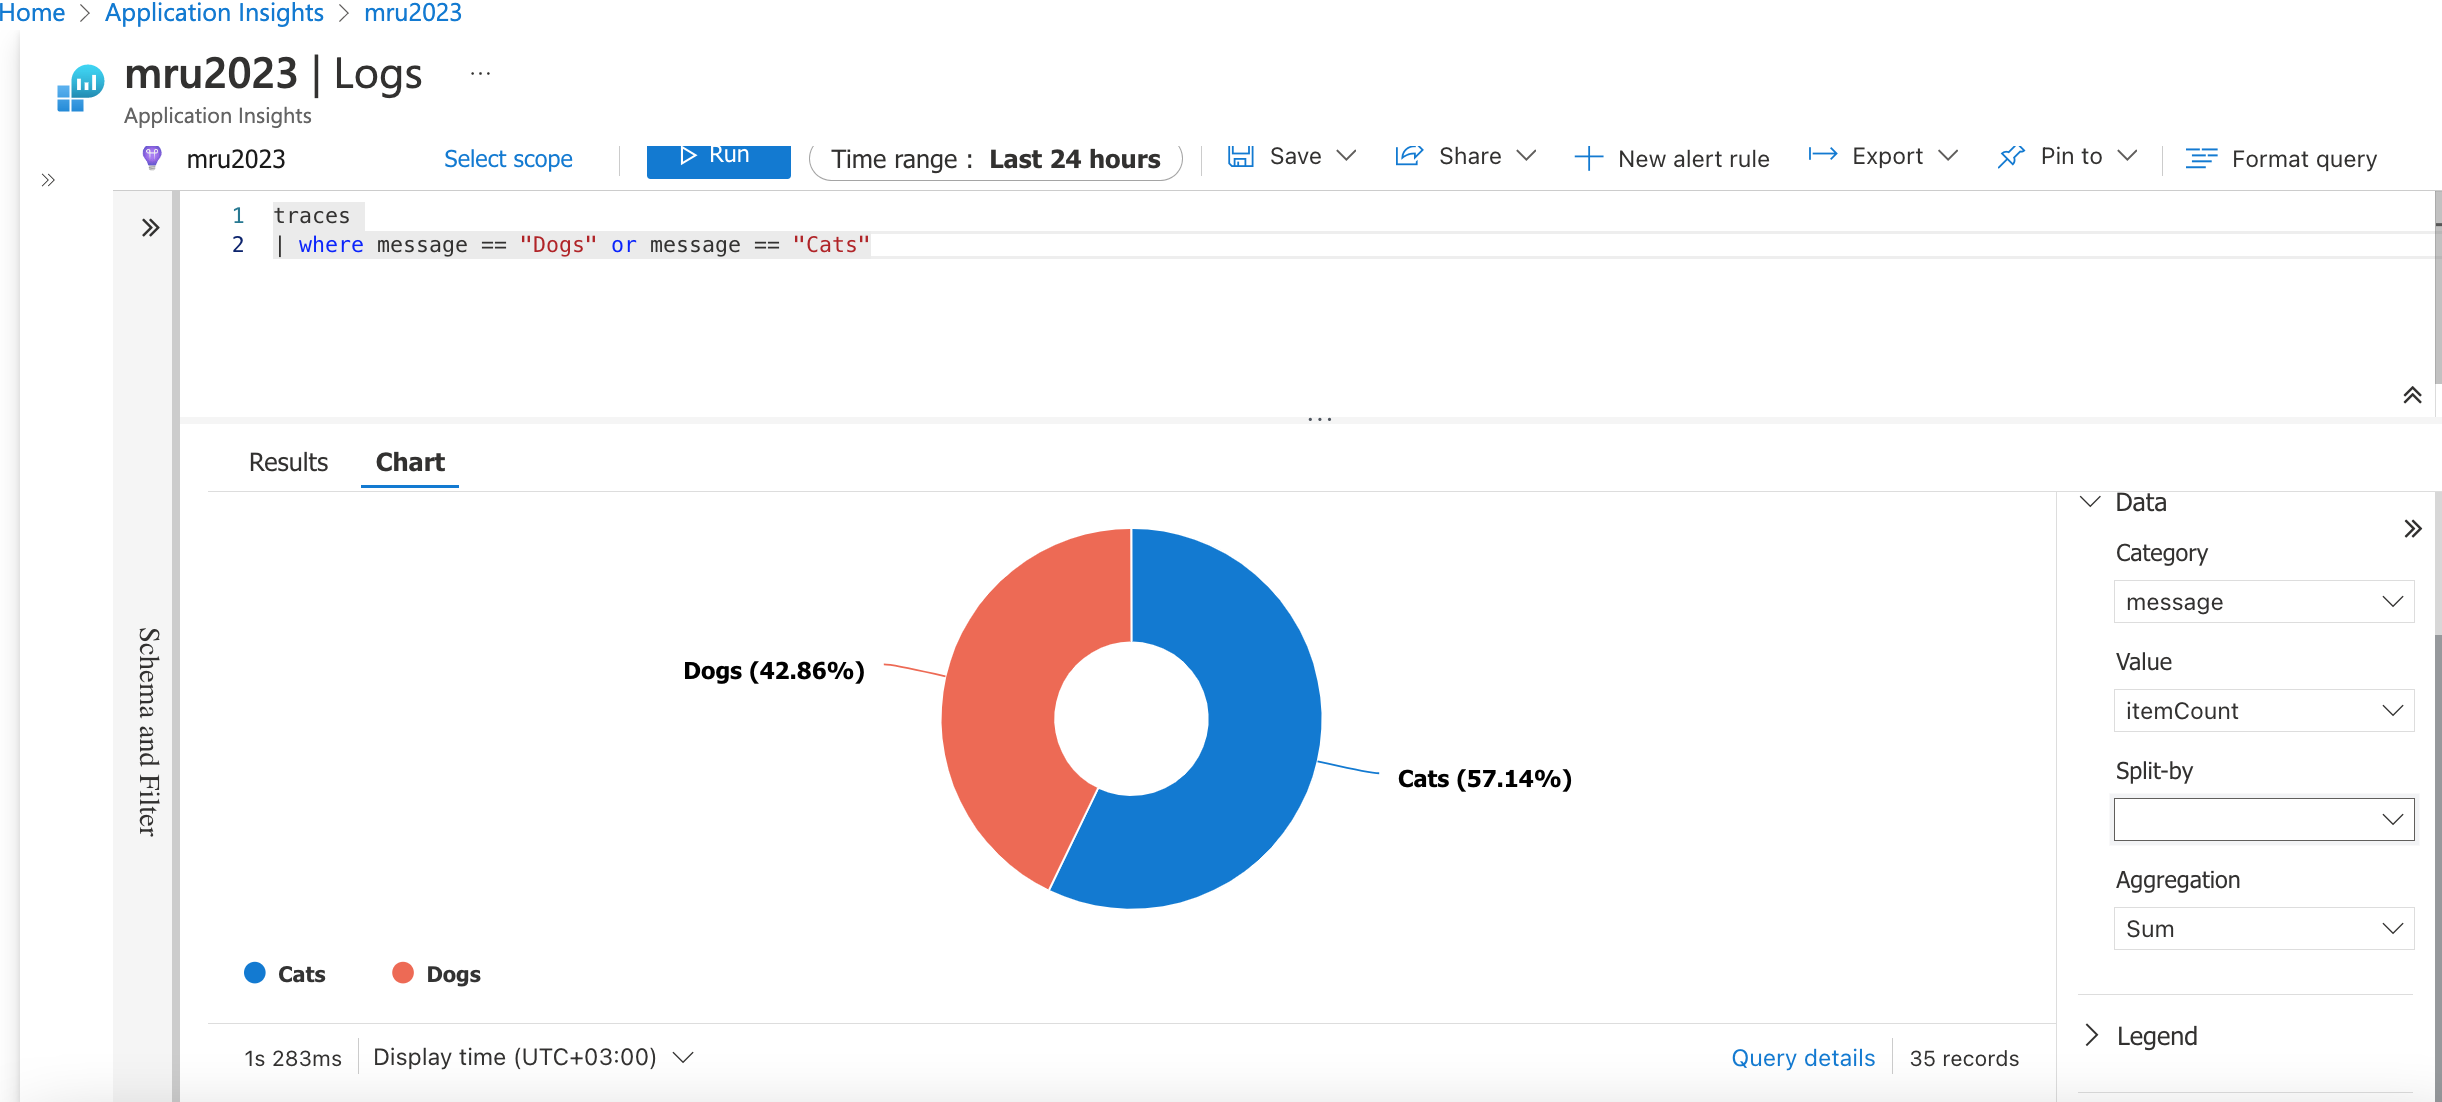 Home > Application Insights > mru2023
mru2023 | Logs ...
Application Insights
mru2023 Select scope Run Time range : Last 24 hours Save Share New alert rule Export Pin to Format query
1 traces
2 | where message == "Dogs" or message == "Cats"
Results Chart
Data
Category
message
Value
itemCount
Split-by
Aggregation
Sum
Legend
Schema and Filter
Dogs (42.86%)
Cats (57.14%)
Cats Dogs
1s 283ms Display time (UTC+03:00) Query details 35 records